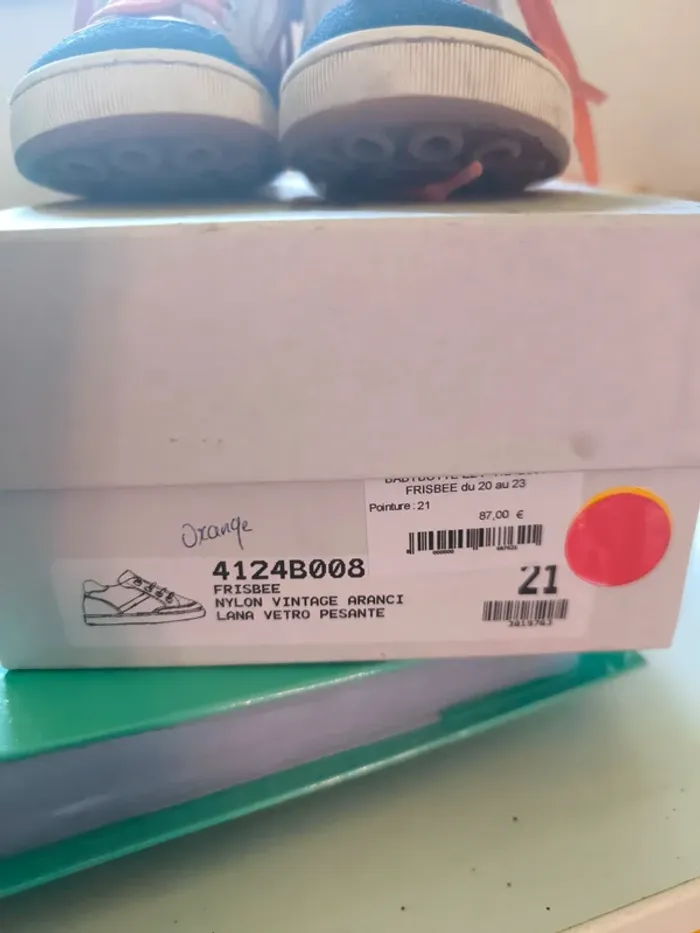 FRISBEE du 20 au 23
Pointure : 21
87,00 €
Orange
4124B008
FRISBEE
NYLON VINTAGE ARANCI
LANA VETRO PESANTE
21